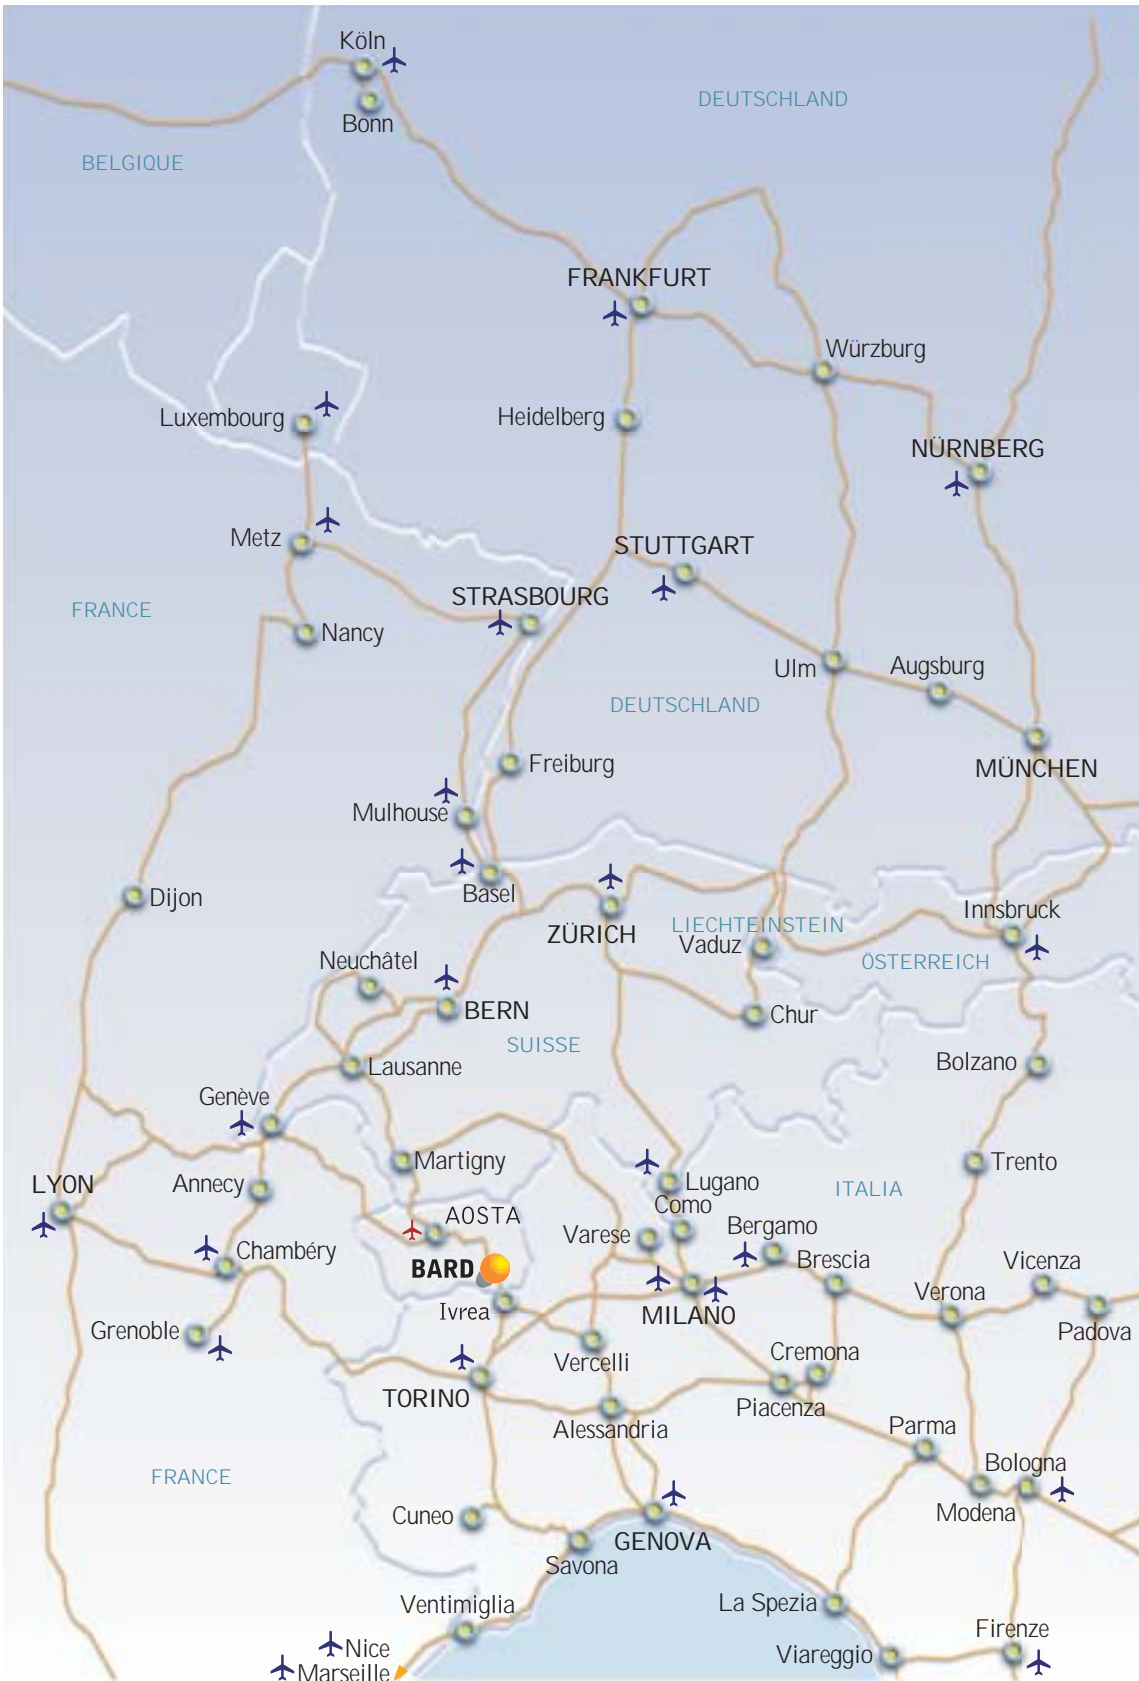 Köln
DEUTSCHLAND
Bonn
BELGIQUE
FRANKFURT
Würzburg
Luxembourg
Heidelberg
NÜRNBERG
Metz
STUTTGART
STRASBOURG
FRANCE
Nancy
Ulm
Augsburg
DEUTSCHLAND
Freiburg
MÜNCHEN
Mulhouse
Basel
Dijon
Innsbruck
LIECHTEINSTEIN
ZÜRICH
Vaduz
Neuchâtel
ÖSTERREICH
BERN
Chur
SUISSE
Lausanne
Bolzano
Genève
Martigny
Trento
LYON
Annecy
Lugano
ITALIA
Como
AOSTA
Varese
Bergamo
Chambéry
BARD
Brescia
Vicenza
Verona
Ivrea
MILANO
Grenoble
Padova
Vercelli
Cremona
TORINO
Piacenza
Alessandria
Parma
FRANCE
Bologna
Cuneo
Modena
GENOVA
Savona
Ventimiglia
La Spezia
Firenze
Nice
Viareggio
Marseille